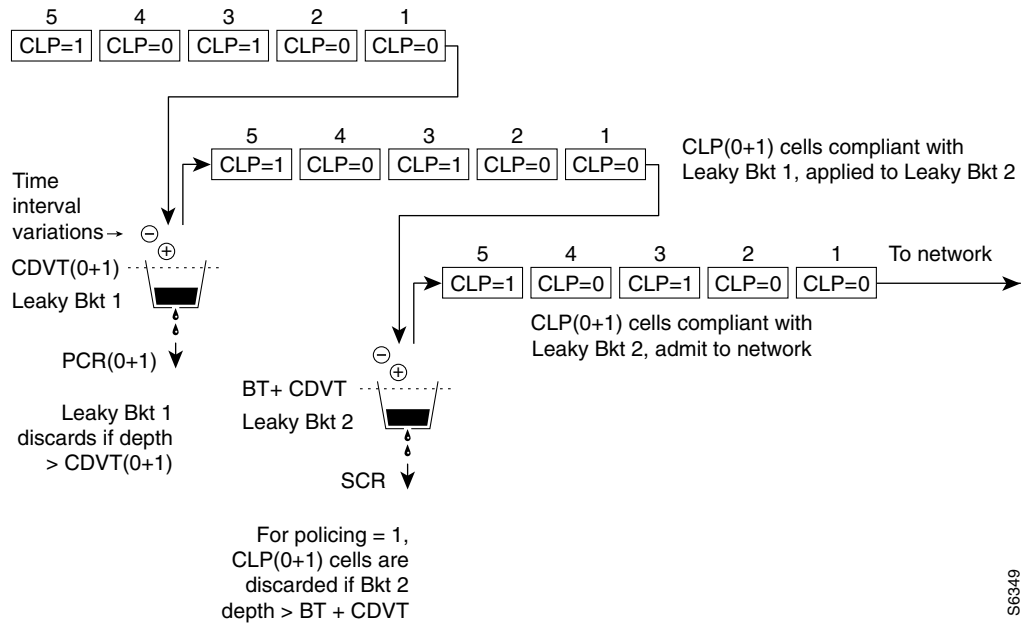 5 4 3 2 1
CLP=1 CLP=0 CLP=1 CLP=0 CLP=0
5 4 3 2 1
CLP=1 CLP=0 CLP=1 CLP=0 CLP=0
CLP(0+1) cells compliant with
Leaky Bkt 1, applied to Leaky Bkt 2
Time
interval
variations→
− +
CDVT(0+1)
Leaky Bkt 1
PCR(0+1)
Leaky Bkt 1
discards if depth
> CDVT(0+1)
5 4 3 2 1 To network
CLP=1 CLP=0 CLP=1 CLP=0 CLP=0
CLP(0+1) cells compliant with
Leaky Bkt 2, admit to network
− +
BT+ CDVT
Leaky Bkt 2
SCR
For policing = 1,
CLP(0+1) cells are
discarded if Bkt 2
depth > BT + CDVT
S6349